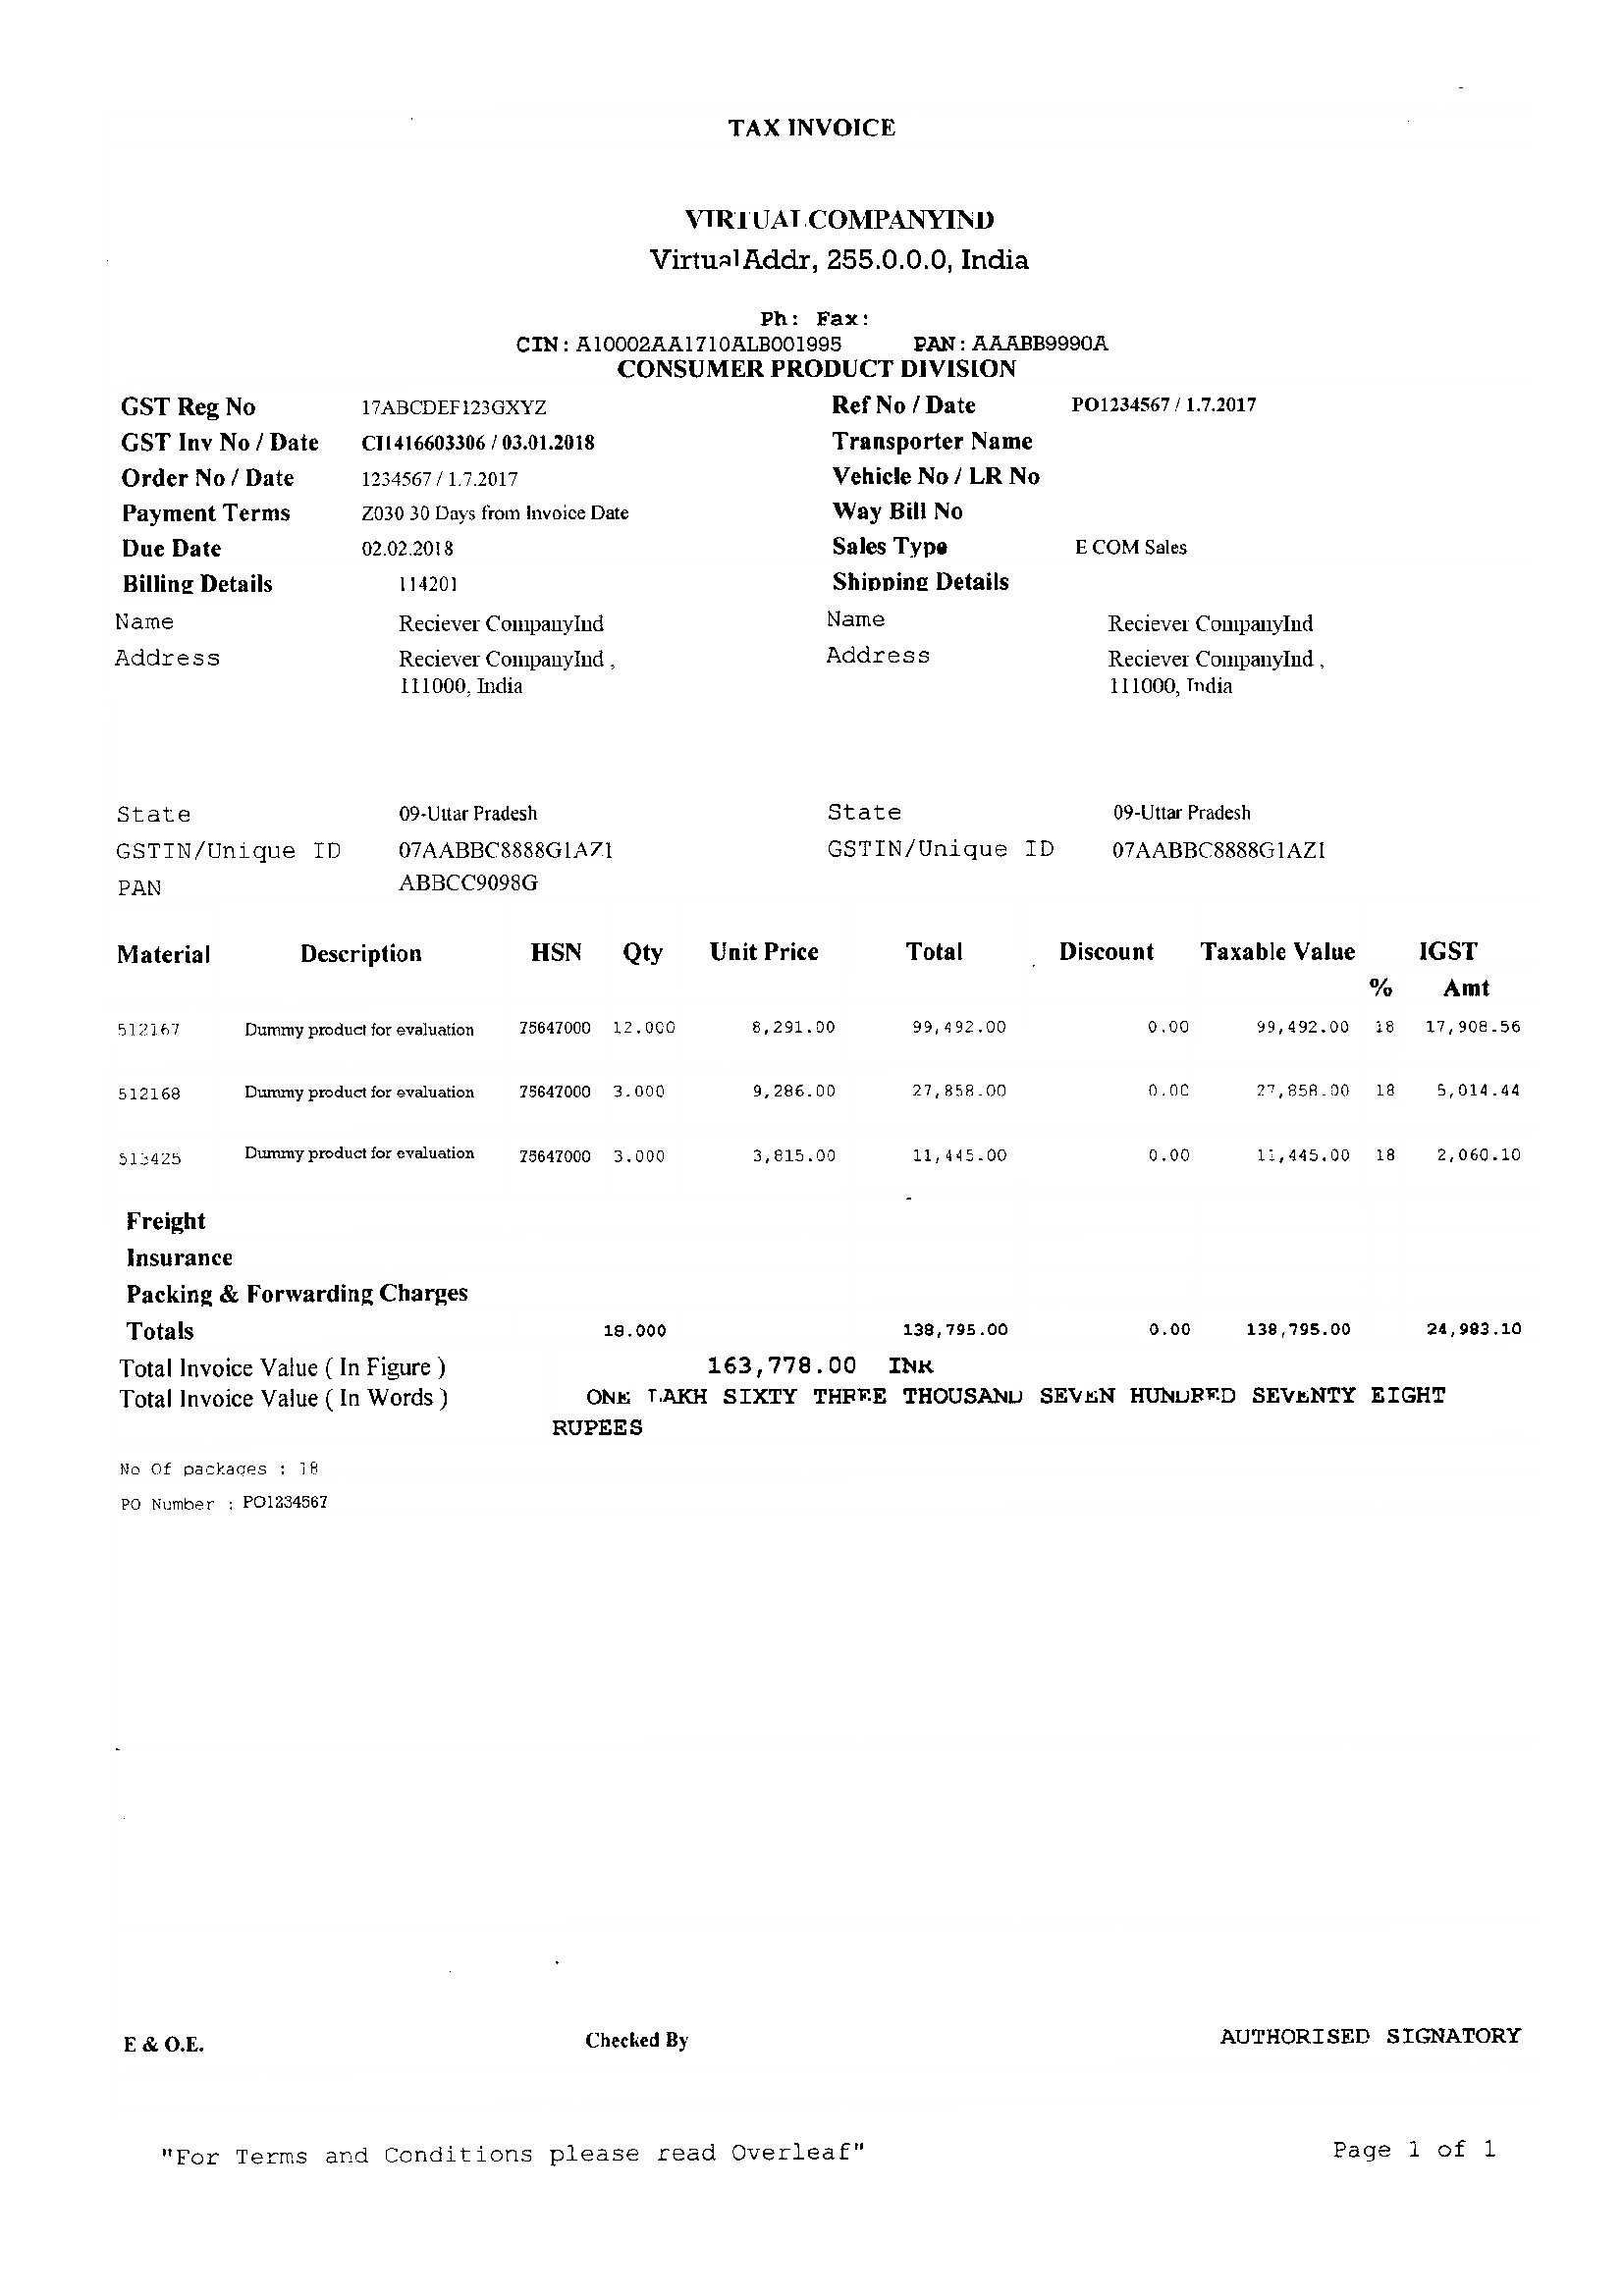 TAX INVOICE
VIRTUAL COMPANYIND
Virtual Addr, 255.0.0.0, India
Ph: Fax:
CIN : A10002AA1710ALB001995 PAN : AAABB9990A
CONSUMER PRODUCT DIVISION
GST Reg No 17ABCDEF123GXYZ Ref No / Date PO1234567 / 1.7.2017
GST Inv No / Date CI1416603306 / 03.01.2018 Transporter Name
Order No / Date 1234567 / 1.7.2017 Vehicle No / LR No
Payment Terms Z030 30 Days from Invoice Date Way Bill No
Due Date 02.02.2018 Sales Type E COM Sales
Billing Details 114201 Shipping Details
Name Reciever CompanyInd Name Reciever CompanyInd
Address Reciever CompanyInd , Address Reciever CompanyInd ,
111000, India 111000, India
State 09-Uttar Pradesh State 09-Uttar Pradesh
GSTIN/Unique ID 07AABBC8888G1AZ1 GSTIN/Unique ID 07AABBC8888G1AZ1
PAN ABBCC9098G
Material Description HSN Qty Unit Price Total Discount Taxable Value IGST
% Amt
512167 Dummy product for evaluation 75647000 12.000 8,291.00 99,492.00 0.00 99,492.00 18 17,908.56
512168 Dummy product for evaluation 75647000 3.000 9,286.00 27,858.00 0.00 27,858.00 18 5,014.44
513425 Dummy product for evaluation 75647000 3.000 3,815.00 11,445.00 0.00 11,445.00 18 2,060.10
Freight
Insurance
Packing & Forwarding Charges
Totals 18.000 138,795.00 0.00 138,795.00 24,983.10
Total Invoice Value ( In Figure ) 163,778.00 INR
Total Invoice Value ( In Words ) ONE LAKH SIXTY THREE THOUSAND SEVEN HUNDRED SEVENTY EIGHT
RUPEES
No Of packages : 18
PO Number : PO1234567
E & O.E. Checked By AUTHORISED SIGNATORY
"For Terms and Conditions please read Overleaf" Page 1 of 1